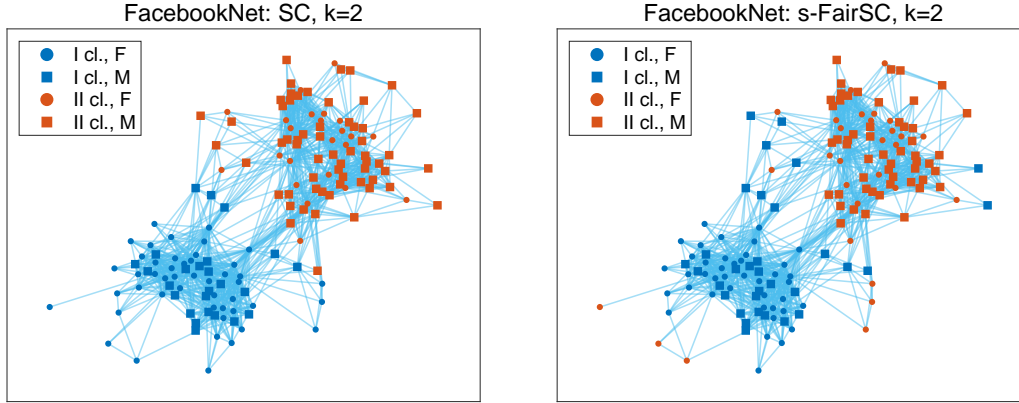 FacebookNet: SC, k=2
I cl., F
I cl., M
II cl., F
II cl., M
FacebookNet: s-FairSC, k=2
I cl., F
I cl., M
II cl., F
II cl., M